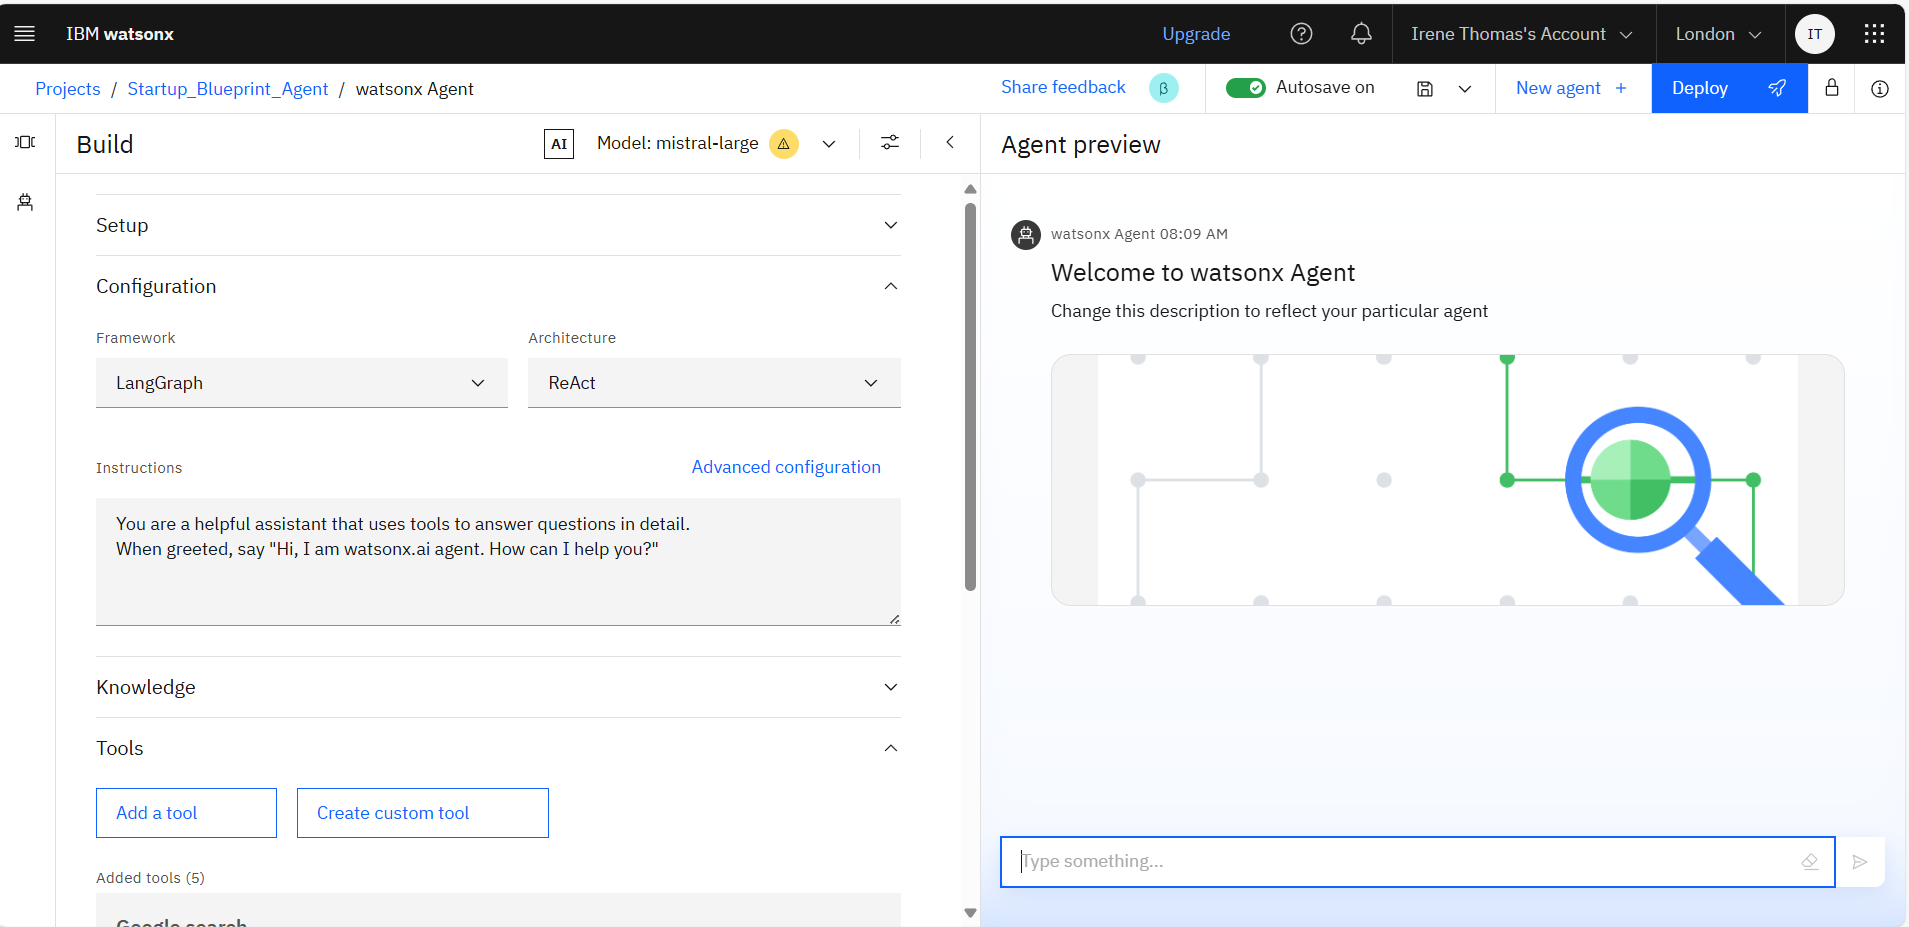 IBM watsonx
Upgrade
Irene Thomas's Account
London
IT
Projects / Startup_Blueprint_Agent / watsonx Agent
Share feedback
β
Autosave on
New agent +
Deploy
Build
AI
Model: mistral-large
Agent preview
Setup
Configuration
Framework
Architecture
LangGraph
ReAct
Instructions
Advanced configuration
You are a helpful assistant that uses tools to answer questions in detail.
When greeted, say "Hi, I am watsonx.ai agent. How can I help you?"
Knowledge
Tools
Add a tool
Create custom tool
Added tools (5)
Google search
watsonx Agent 08:09 AM
Welcome to watsonx Agent
Change this description to reflect your particular agent
Type something...